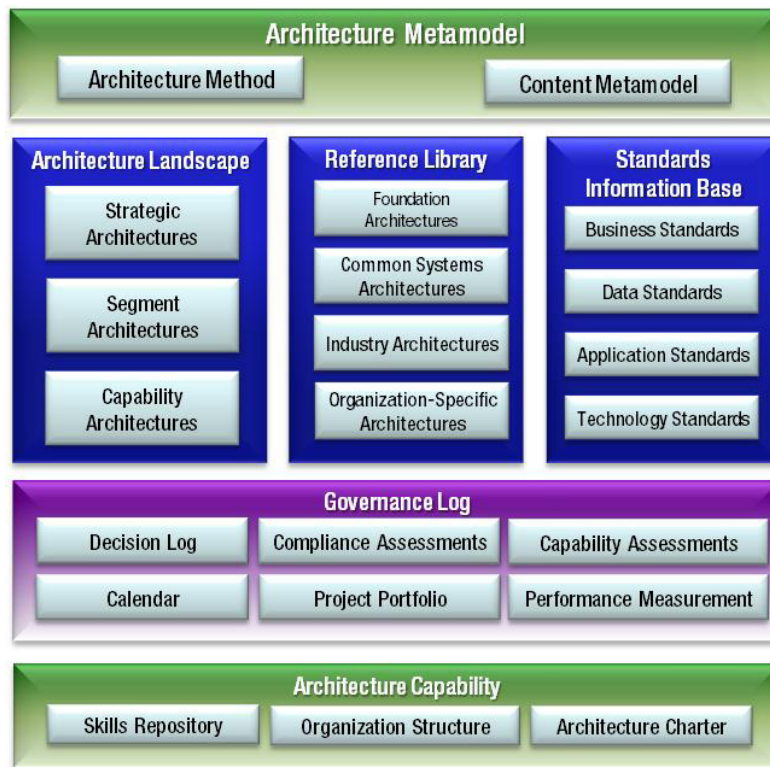 Architecture Metamodel
Architecture Method
Content Metamodel
Architecture Landscape
Strategic
Architectures
Segment
Architectures
Capability
Architectures
Reference Library
Foundation
Architectures
Common Systems
Architectures
Industry Architectures
Organization-Specific
Architectures
Standards
Information Base
Business Standards
Data Standards
Application Standards
Technology Standards
Governance Log
Decision Log
Compliance Assessments
Capability Assessments
Calendar
Project Portfolio
Performance Measurement
Architecture Capability
Skills Repository
Organization Structure
Architecture Charter